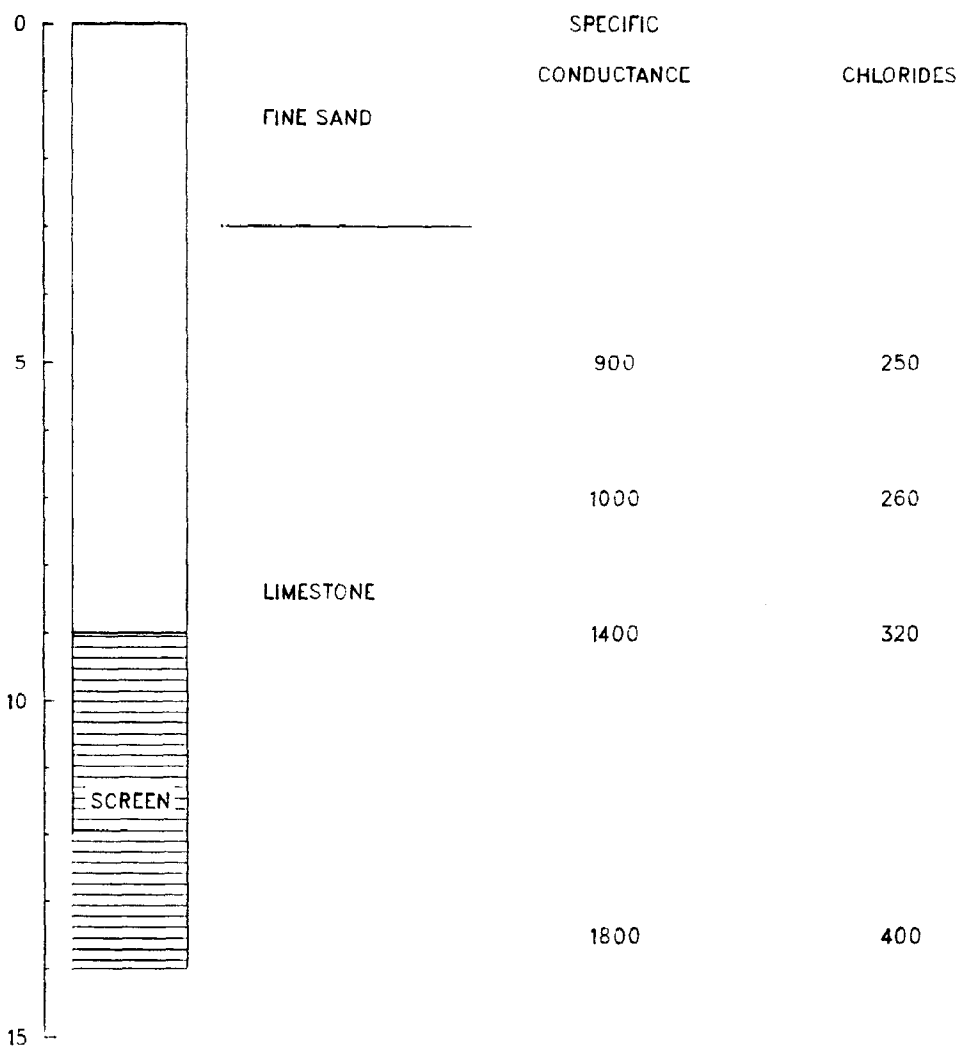 0
SPECIFIC
CONDUCTANCE CHLORIDES
FINE SAND
5 900 250
1000 260
LIMESTONE
1400 320
10
SCREEN
1800 400
15